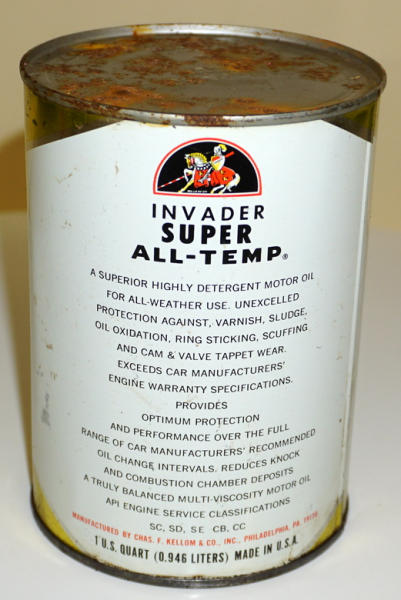 INVADER
SUPER
ALL-TEMP®
A SUPERIOR HIGHLY DETERGENT MOTOR OIL
FOR ALL-WEATHER USE. UNEXCELLED
PROTECTION AGAINST, VARNISH, SLUDGE,
OIL OXIDATION, RING STICKING, SCUFFING
AND CAM & VALVE TAPPET WEAR.
EXCEEDS CAR MANUFACTURERS'
ENGINE WARRANTY SPECIFICATIONS.
PROVIDES
OPTIMUM PROTECTION
AND PERFORMANCE OVER THE FULL
RANGE OF CAR MANUFACTURERS' RECOMMENDED
OIL CHANGE INTERVALS. REDUCES KNOCK
AND COMBUSTION CHAMBER DEPOSITS
A TRULY BALANCED MULTI-VISCOSITY MOTOR OIL
API ENGINE SERVICE CLASSIFICATIONS
SC, SD, SE CB, CC
MANUFACTURED BY CHAS. F. KELLOM & CO., INC., PHILADELPHIA, PA.
1 U.S. QUART (0.946 LITERS) MADE IN U.S.A.